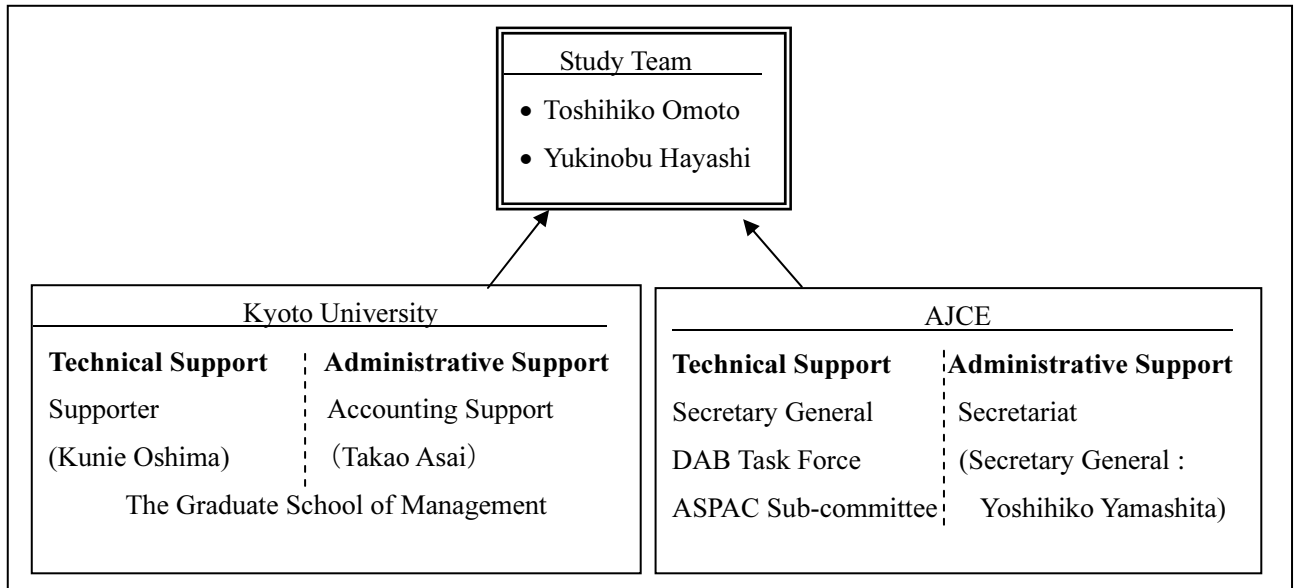 Study Team
• Toshihiko Omoto
• Yukinobu Hayashi
Kyoto University
Technical Support
Supporter
(Kunie Oshima)
Administrative Support
Accounting Support
（Takao Asai）
The Graduate School of Management
AJCE
Technical Support
Secretary General
DAB Task Force
ASPAC Sub-committee
Administrative Support
Secretariat
(Secretary General :
Yoshihiko Yamashita)